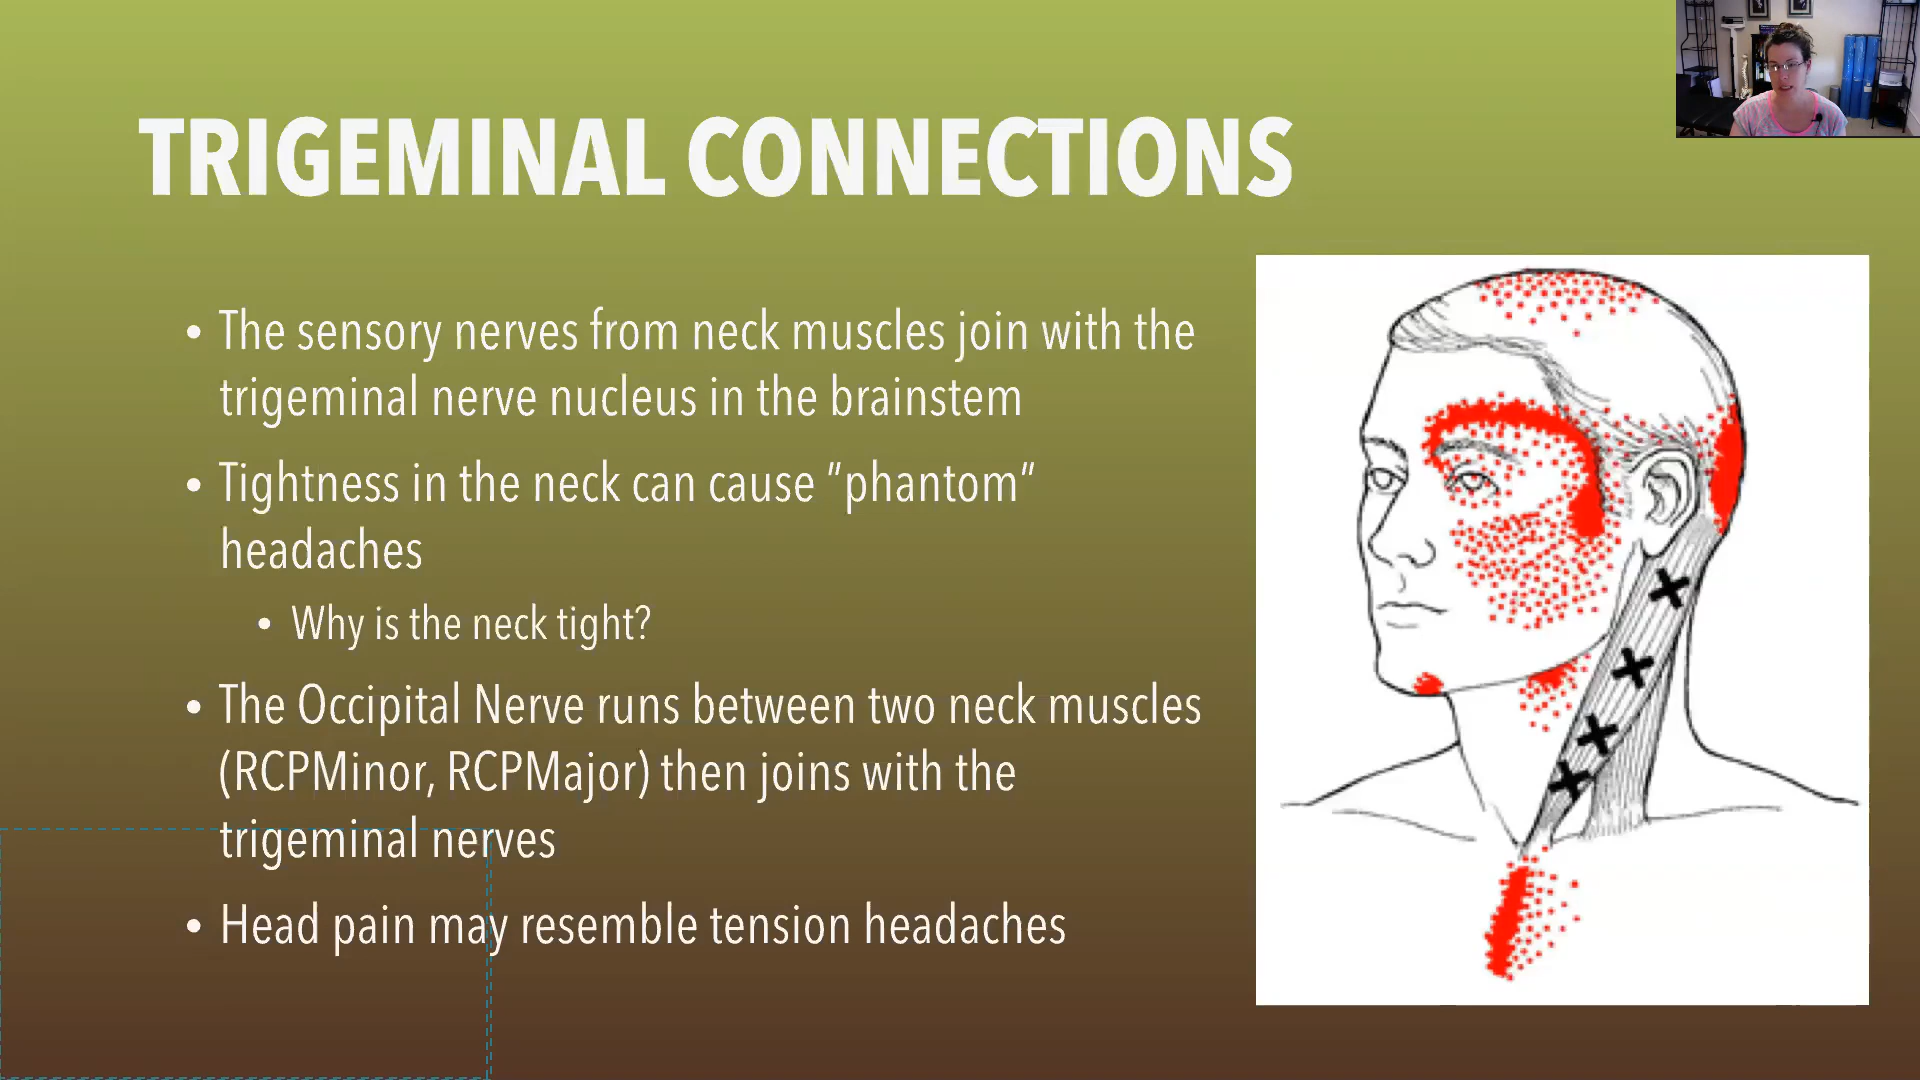 TRIGEMINAL CONNECTIONS
• The sensory nerves from neck muscles join with the
trigeminal nerve nucleus in the brainstem
• Tightness in the neck can cause "phantom"
headaches
• Why is the neck tight?
• The Occipital Nerve runs between two neck muscles
(RCPMinor, RCPMajor) then joins with the
trigeminal nerves
• Head pain may resemble tension headaches